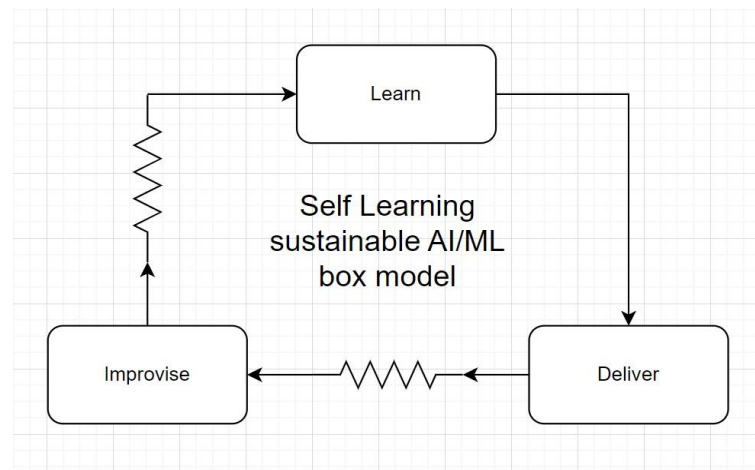 Learn
Self Learning
sustainable AI/ML
box model
Improvise
Deliver